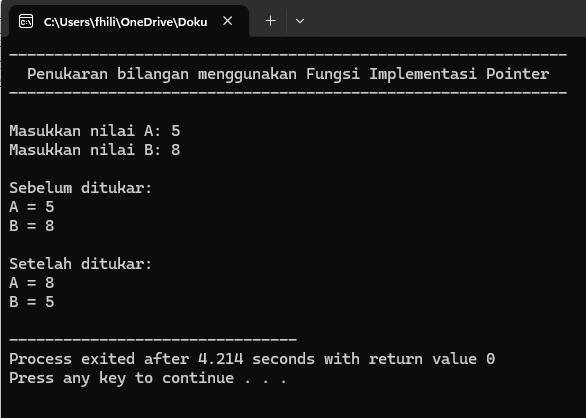 C:\Users\fhili\OneDrive\Doku
--------------------------------------------------------------
Penukaran bilangan menggunakan Fungsi Implementasi Pointer
--------------------------------------------------------------
Masukkan nilai A: 5
Masukkan nilai B: 8
Sebelum ditukar:
A = 5
B = 8
Setelah ditukar:
A = 8
B = 5
--------------------------------
Process exited after 4.214 seconds with return value 0
Press any key to continue . . .